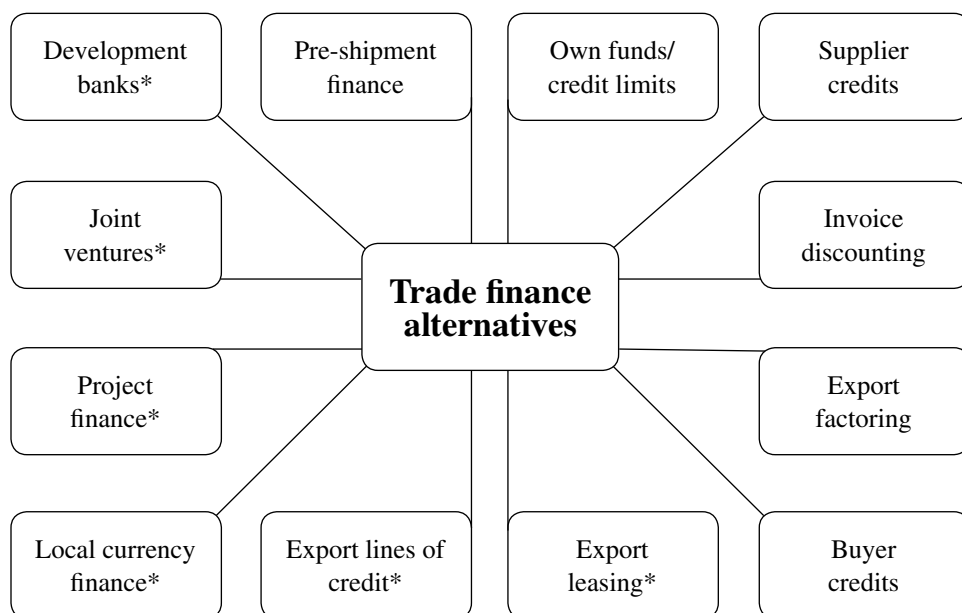 Development
banks*
Pre-shipment
finance
Own funds/
credit limits
Supplier
credits
Joint
ventures*
Invoice
discounting
Trade finance
alternatives
Project
finance*
Export
factoring
Local currency
finance*
Export lines of
credit*
Export
leasing*
Buyer
credits